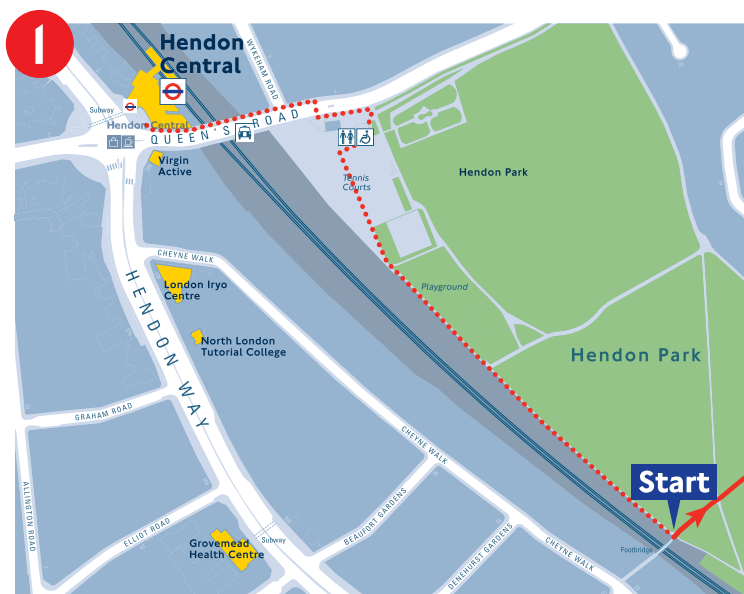 1
Hendon
Central
WYKEHAM ROAD
Subway
Hendon Central
QUEEN'S ROAD
Virgin
Active
Tennis
Courts
Hendon Park
CHEYNE WALK
London Iryo
Centre
Playground
HENDON WAY
North London
Tutorial College
Hendon Park
GRAHAM ROAD
CHEYNE WALK
Start
ALLINGTON ROAD
ELLIOT ROAD
BEAUFORT GARDENS
Grovemead
Health Centre
Subway
DENEHURST GARDENS
CHEYNE WALK
Footbridge